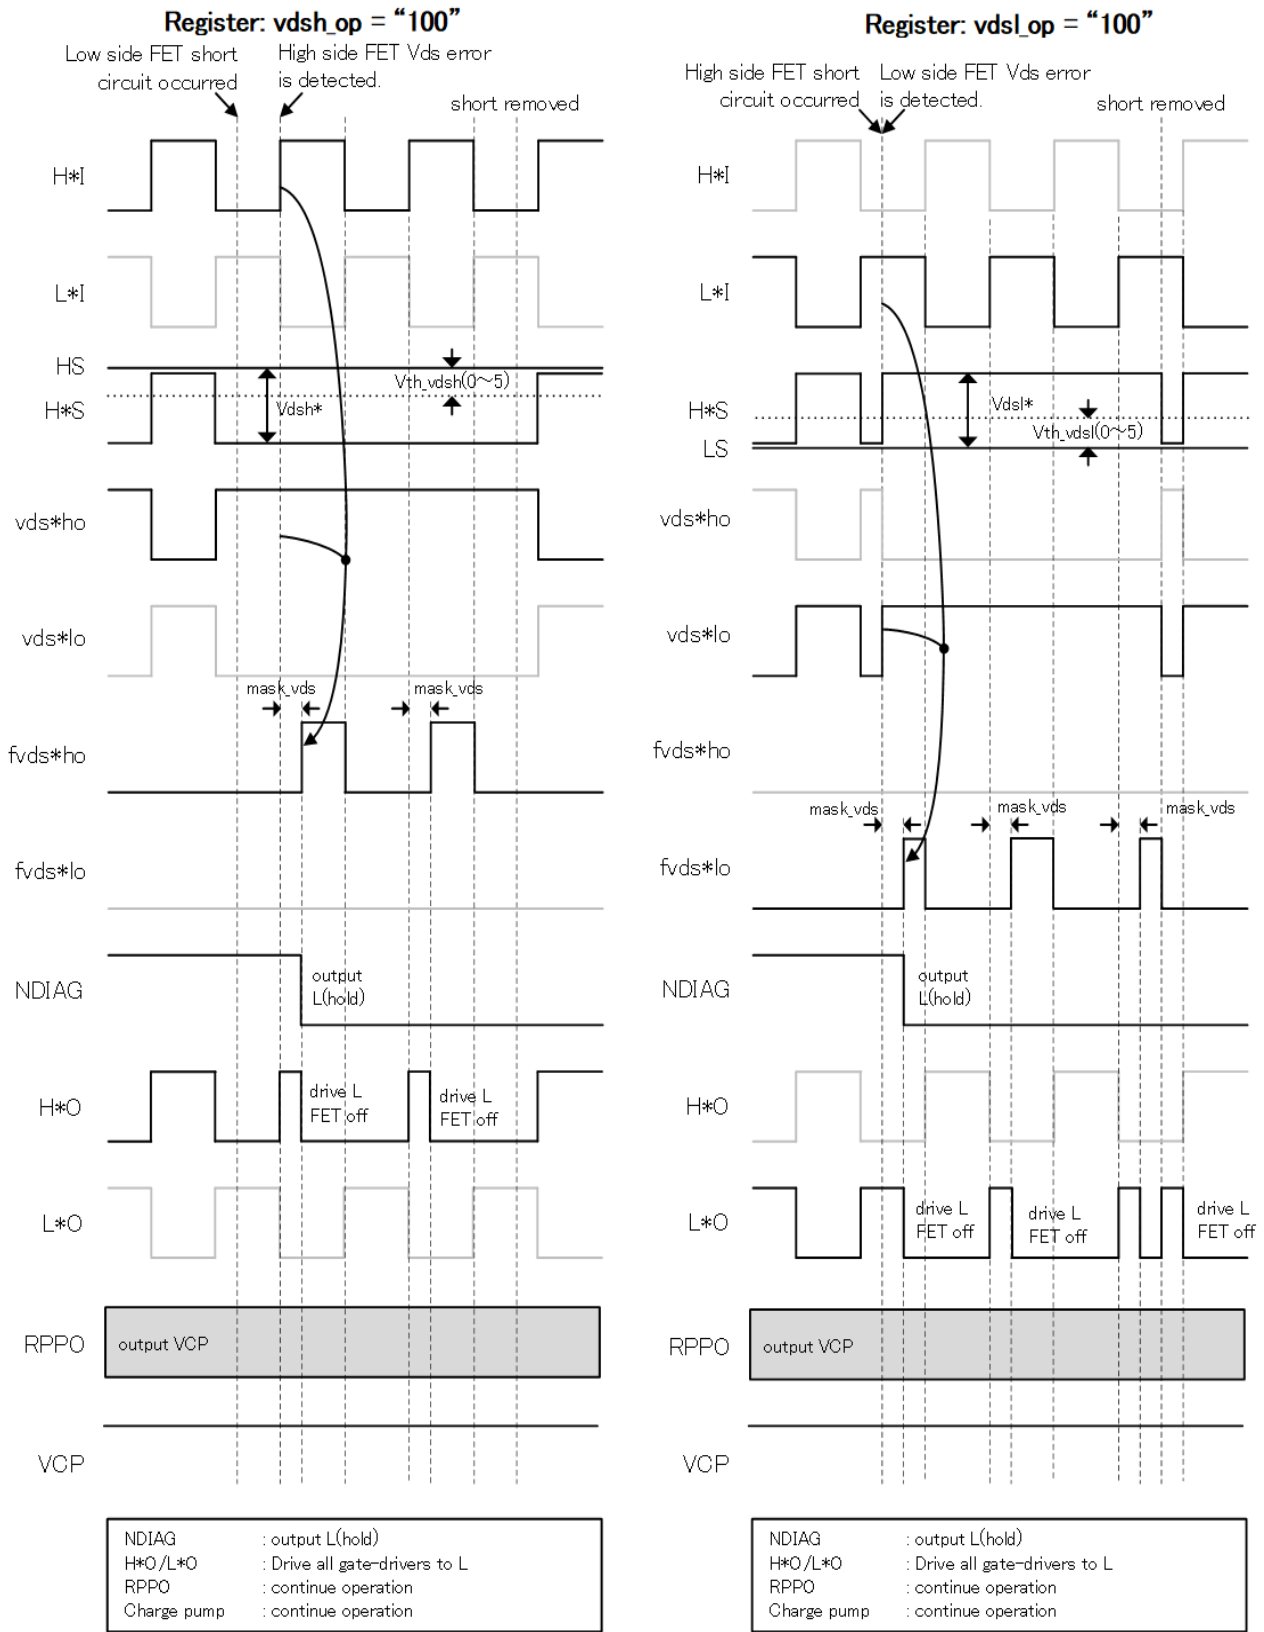 Register: vdsh_op = “100”
Low side FET short
circuit occurred
High side FET Vds error
is detected.
short removed
H*I
L*I
HS
Vth_vdsh(0～5)
H*S
Vdsh*
vds*ho
vds*lo
mask_vds
mask_vds
fvds*ho
fvds*lo
NDIAG
output
L(hold)
H*O
drive L
FET off
drive L
FET off
L*O
RPPO
output VCP
VCP
NDIAG : output L(hold)
H*O/L*O : Drive all gate-drivers to L
RPPO : continue operation
Charge pump : continue operation
Register: vdsl_op = “100”
High side FET short
circuit occurred
Low side FET Vds error
is detected.
short removed
H*I
L*I
H*S
Vdsl*
Vth_vdsl(0～5)
LS
vds*ho
vds*lo
fvds*ho
mask_vds
mask_vds
mask_vds
fvds*lo
NDIAG
output
L(hold)
H*O
L*O
drive L
FET off
drive L
FET off
drive L
FET off
RPPO
output VCP
VCP
NDIAG : output L(hold)
H*O/L*O : Drive all gate-drivers to L
RPPO : continue operation
Charge pump : continue operation